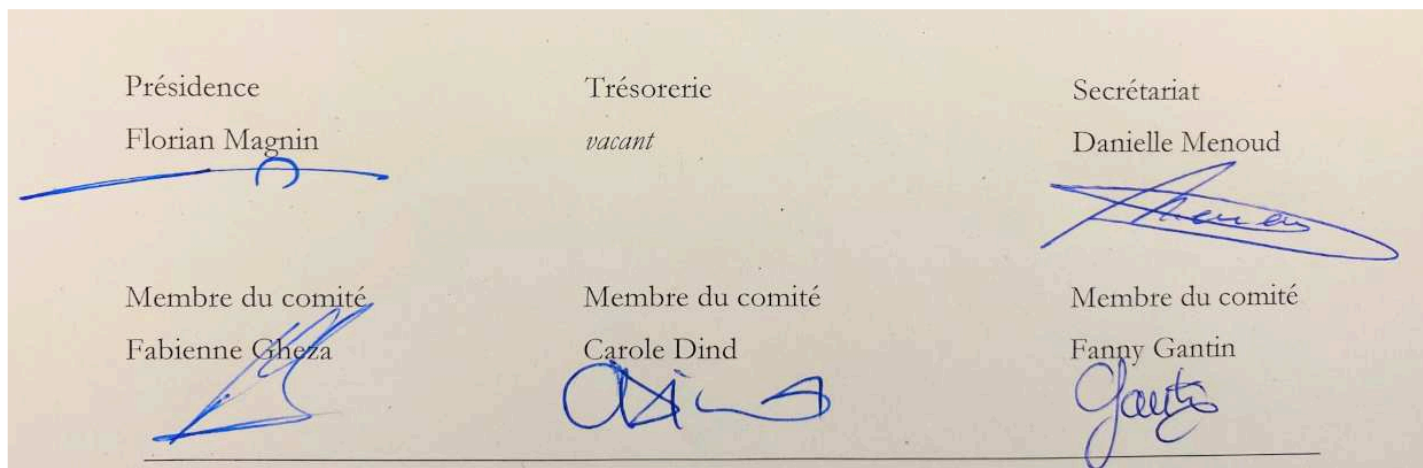 Présidence
Trésorerie
Secrétariat
Florian Magnin
vacant
Danielle Menoud
Membre du comité
Membre du comité
Membre du comité
Fabienne Gheza
Carole Dind
Fanny Gantin